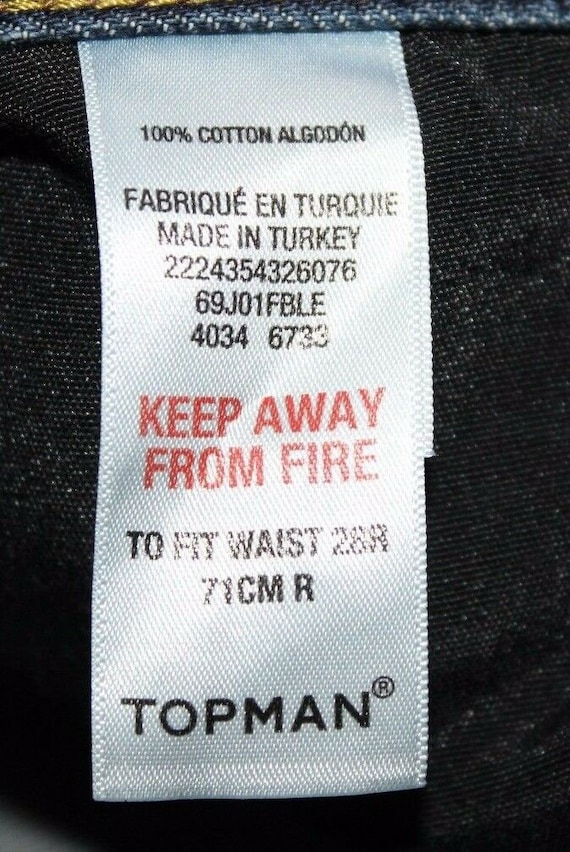 100% COTTON ALGODÓN
FABRIQUÉ EN TURQUIE
MADE IN TURKEY
2224354326076
69J01FBLE
4034 6733
KEEP AWAY
FROM FIRE
TO FIT WAIST 28R
71CM R
TOPMAN®